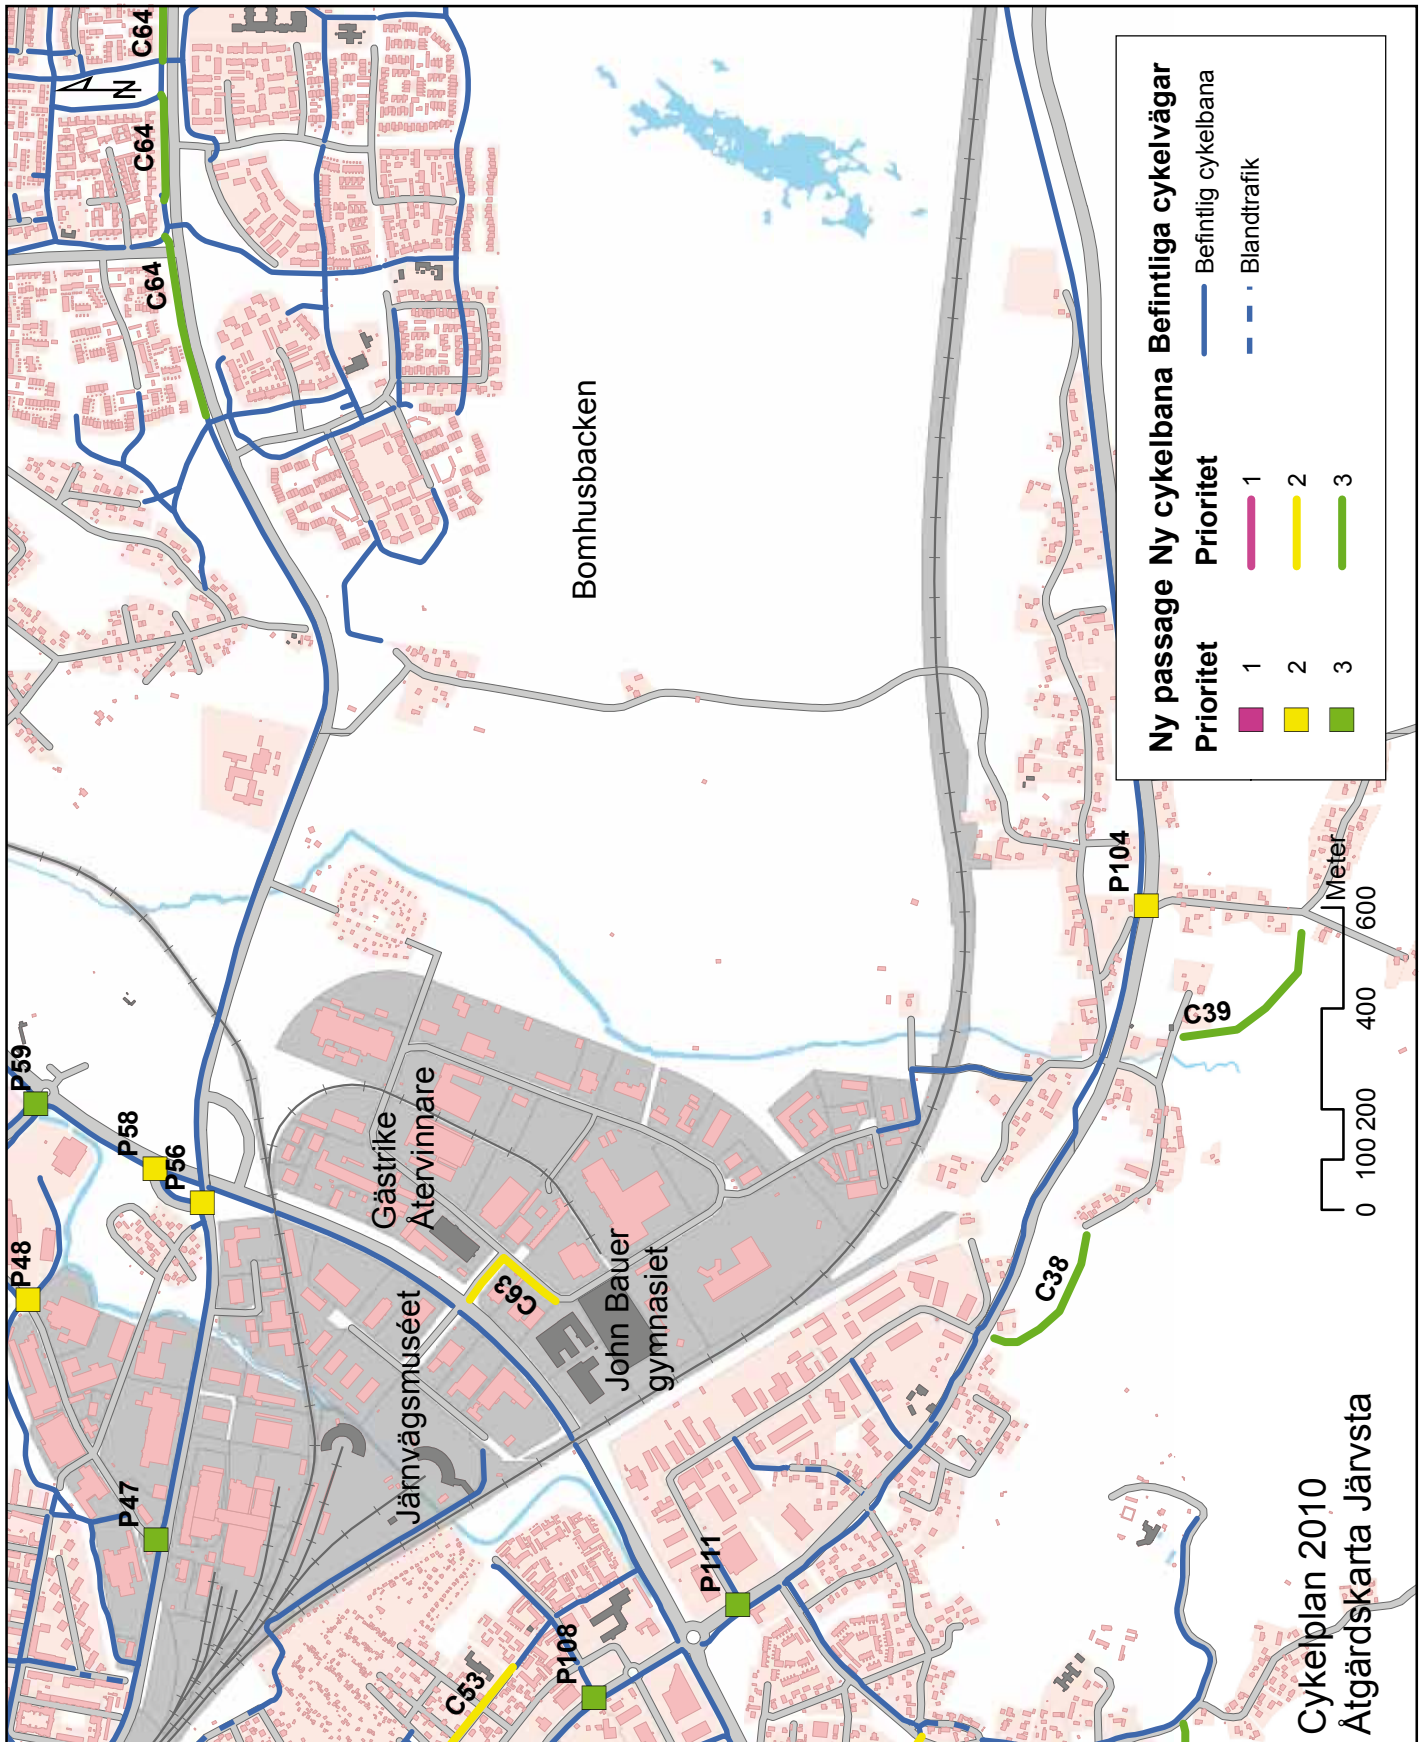 P48
P59
P58
P56
P47
C64
C64
C64
N
Järnvägsmuséet
Gästrike
Återvinnare
C63
John Bauer
gymnasiet
Bomhusbacken
C53
P108
P111
C38
C39
P104
Cykelplan 2010
Åtgärdskarta Järvsta
0 100 200 400 600
Meter
Ny passage Ny cykelbana Befintliga cykelvägar
Prioritet Prioritet
1 1 Befintlig cykelbana
2 2 Blandtrafik
3 3